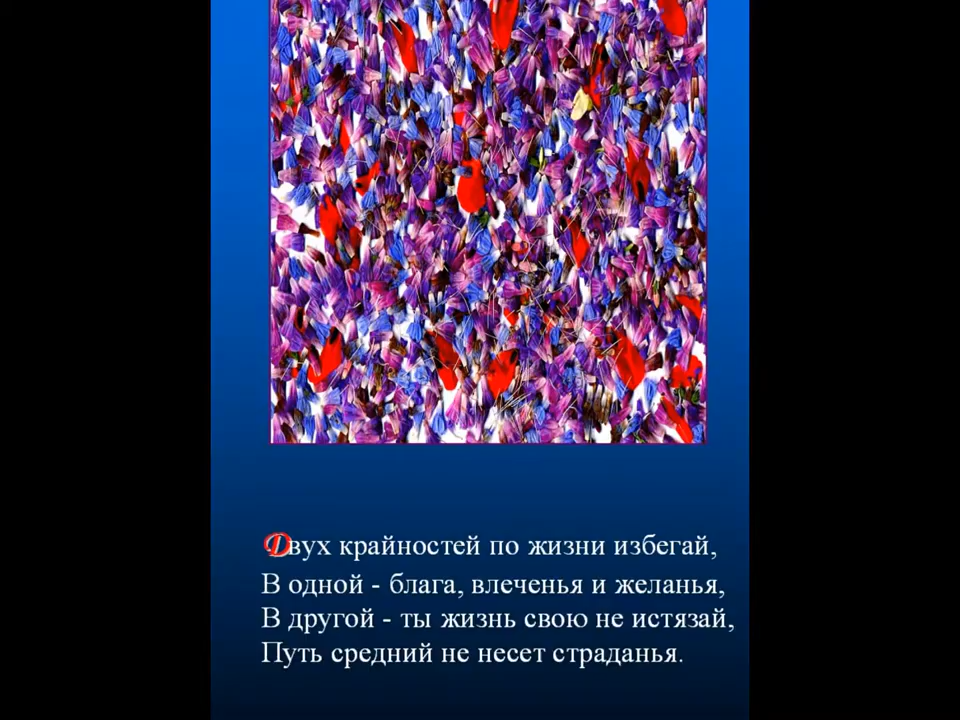 Двух крайностей по жизни избегай,
В одной - блага, влеченья и желанья,
В другой - ты жизнь свою не истязай,
Путь средний не несет страданья.